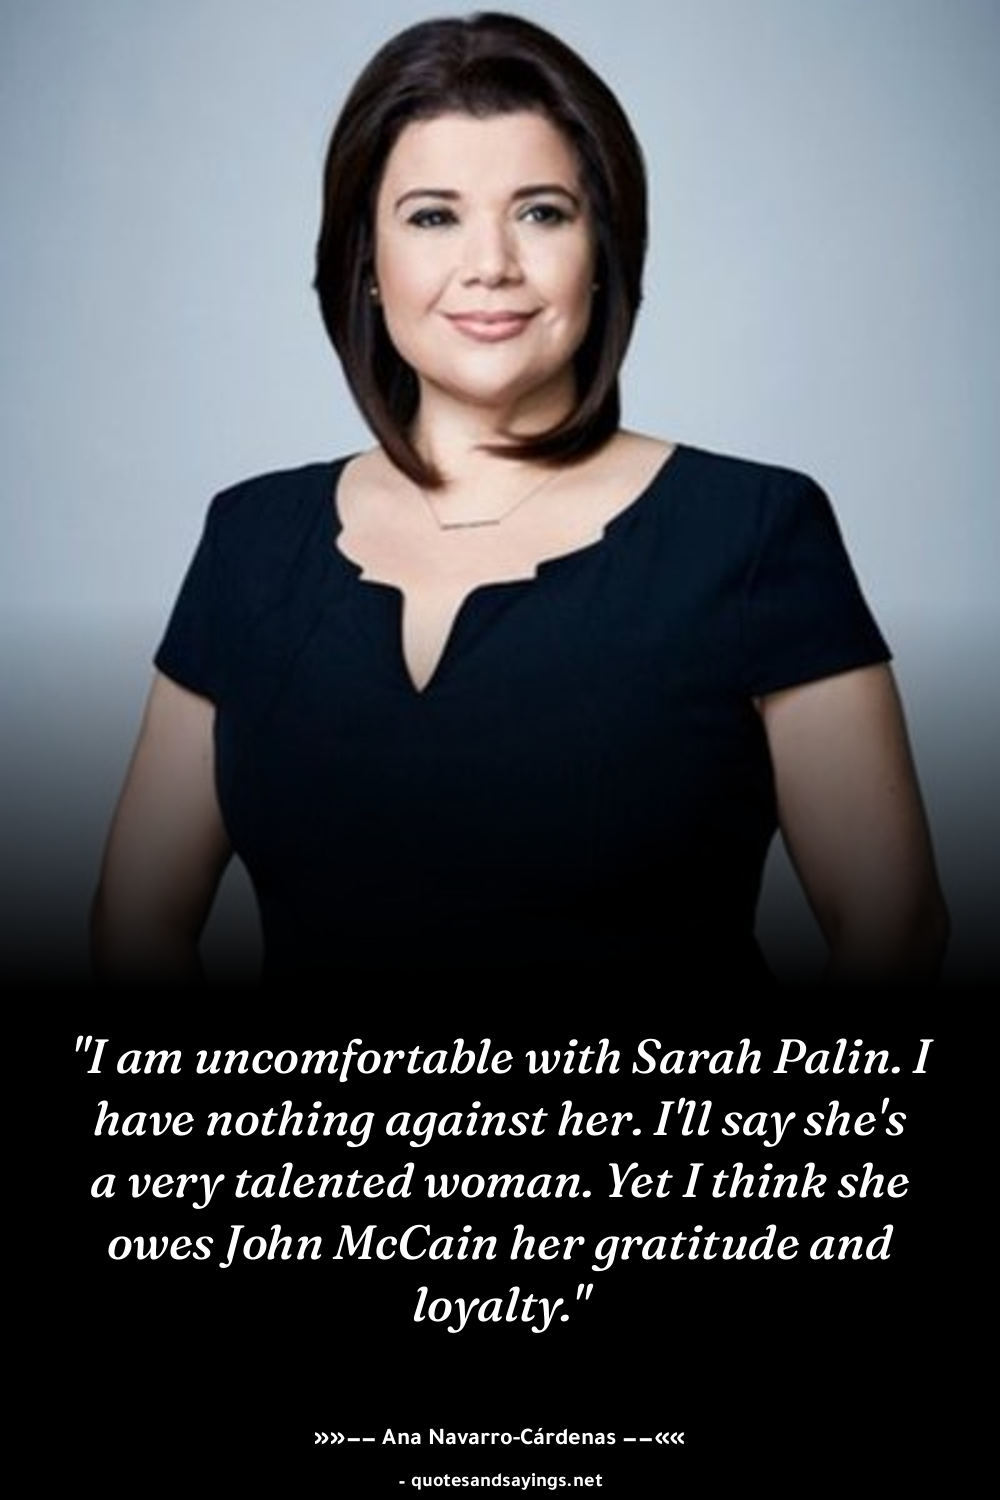 "I am uncomfortable with Sarah Palin. I
have nothing against her. I'll say she's
a very talented woman. Yet I think she
owes John McCain her gratitude and
loyalty."
»»–– Ana Navarro-Cárdenas ––««
- quotesandsayings.net